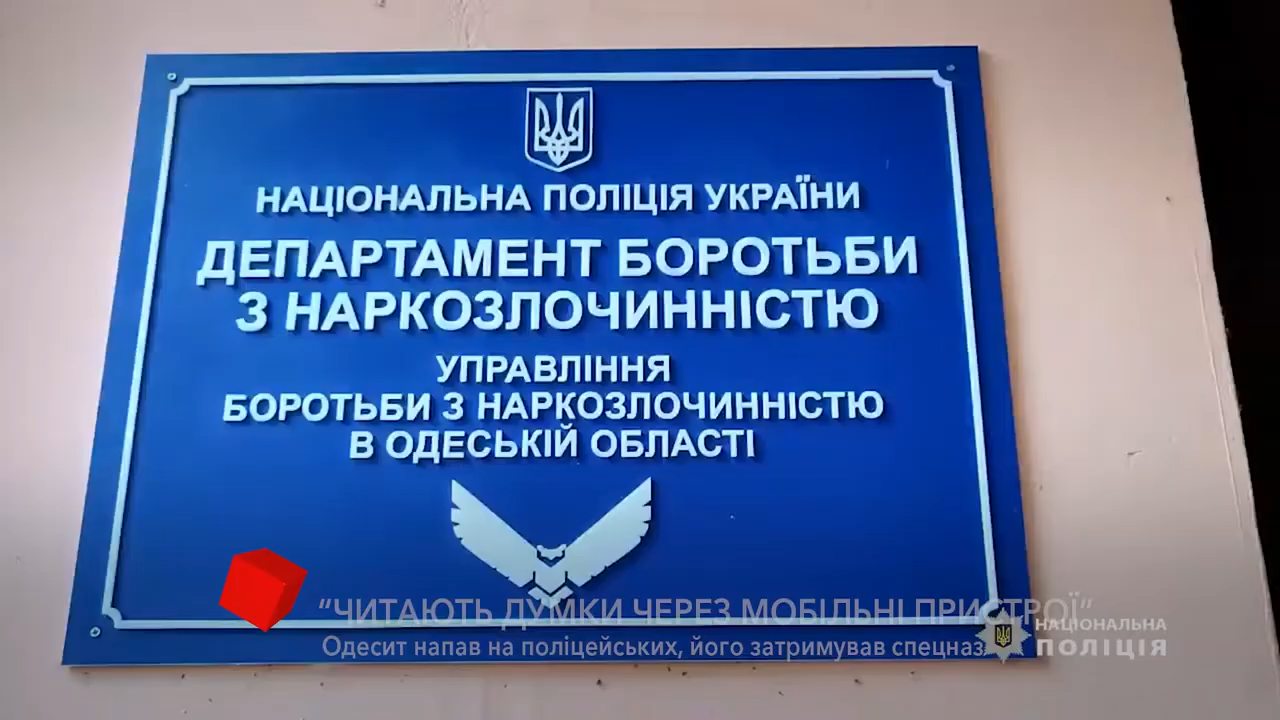 НАЦІОНАЛЬНА ПОЛІЦІЯ УКРАЇНИ
ДЕПАРТАМЕНТ БОРОТЬБИ
З НАРКОЗЛОЧИННІСТЮ
УПРАВЛІННЯ
БОРОТЬБИ З НАРКОЗЛОЧИННІСТЮ
В ОДЕСЬКІЙ ОБЛАСТІ
“ЧИТАЮТЬ ДУМКИ ЧЕРЕЗ МОБІЛЬНІ ПРИСТРОЇ”
Одесит напав на поліцейських, його затримував спецназ
НАЦІОНАЛЬНА
ПОЛІЦІЯ